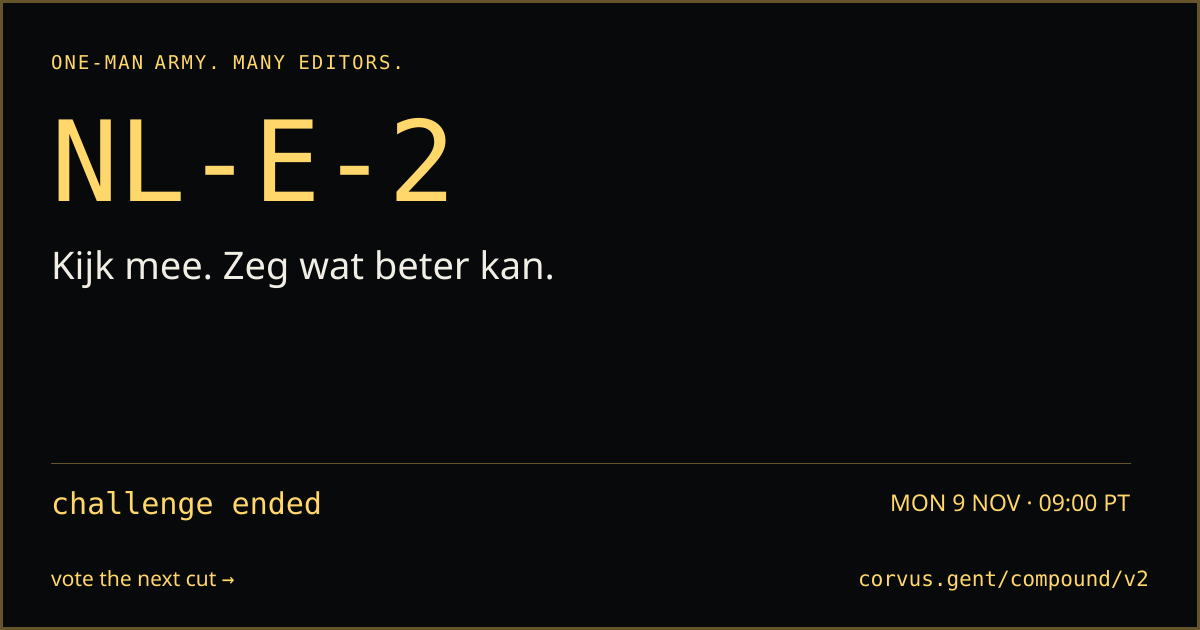 ONE-MAN ARMY. MANY EDITORS.
NL-E-2
Kijk mee. Zeg wat beter kan.
challenge ended
MON 9 NOV · 09:00 PT
vote the next cut →
corvus.gent/compound/v2